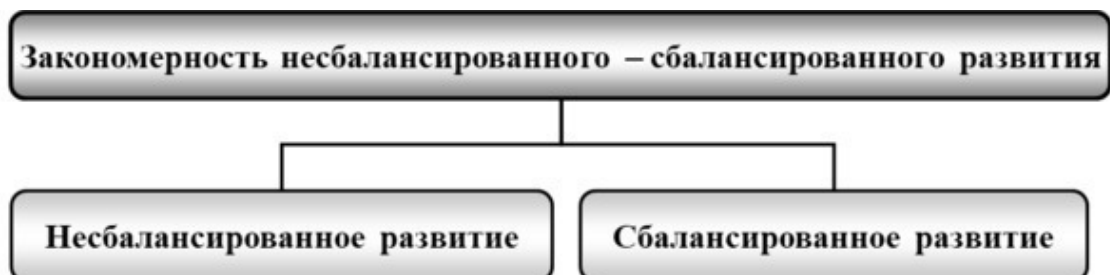 Закономерность несбалансированного – сбалансированного развития
Несбалансированное развитие
Сбалансированное развитие